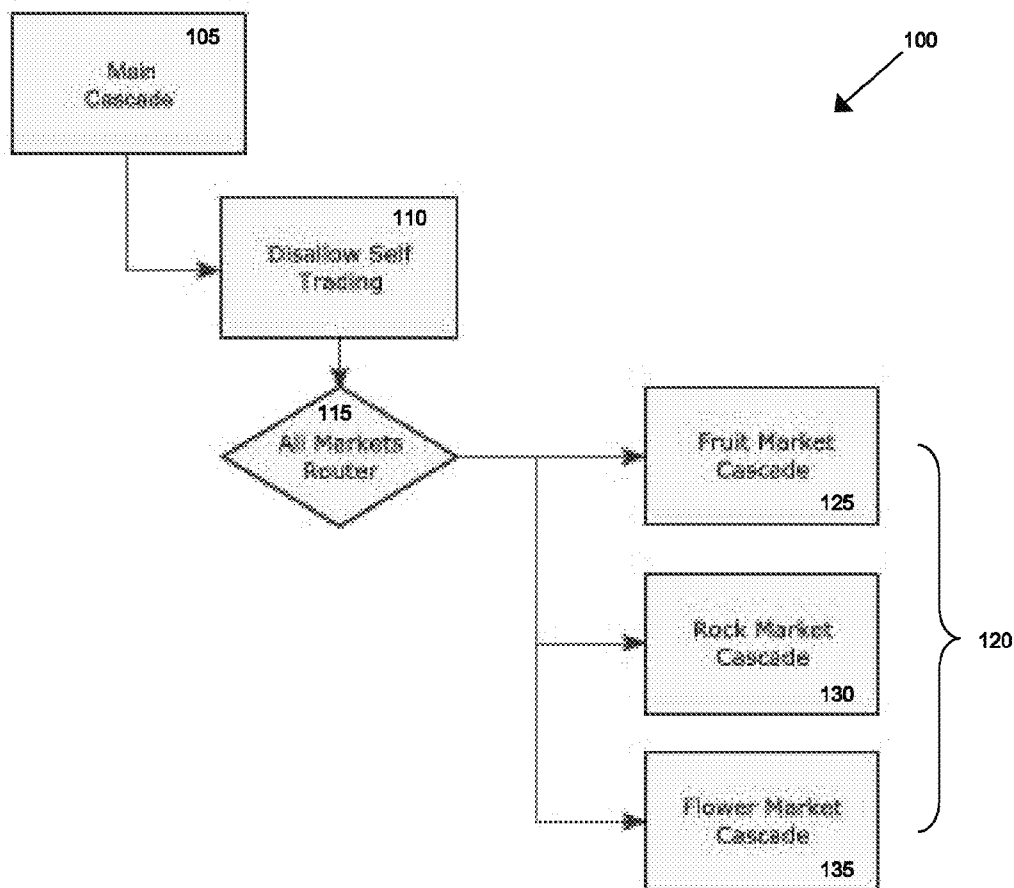 105
Main
Cascade
100
110
Disallow Self
Trading
115
All Markets
Router
Fruit Market
Cascade
125
Rock Market
Cascade
130
120
Flower Market
Cascade
135